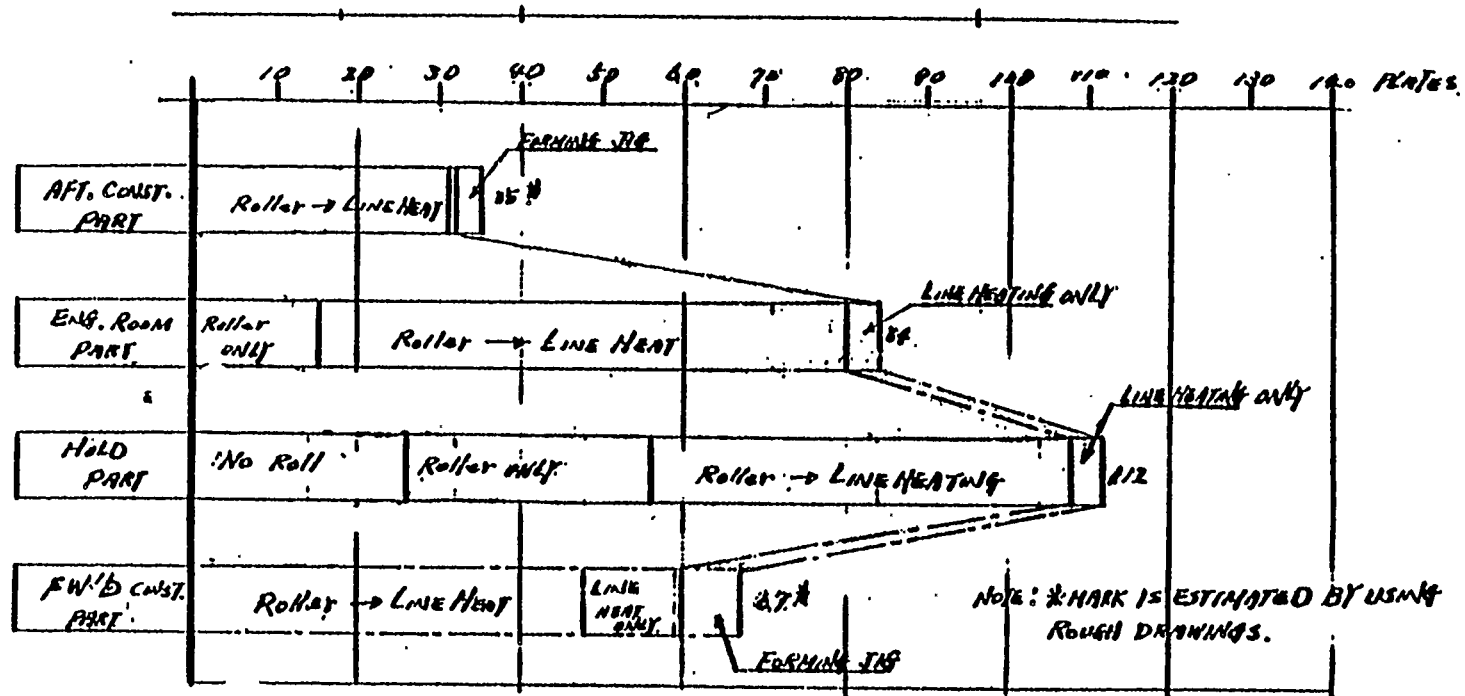 10 20 30 40 50 60 70 80 90 100 110 120 130 140 PLATES
FORMING JIG
AFT. CONST.
PART
Roller → LINE HEAT
35*
LINE HEATING ONLY
ENG. ROOM
PART
Roller
ONLY
Roller → LINE HEAT
84
LINE HEATING ONLY
HOLD
PART
No Roll
Roller ONLY.
Roller → LINE HEATING
112
FW'D CONST.
PART.
Roller → LINE HEAT
LINE
HEAT
ONLY.
67*
FORMING JIG
NOTE: * MARK IS ESTIMATED BY USING
ROUGH DRAWINGS.